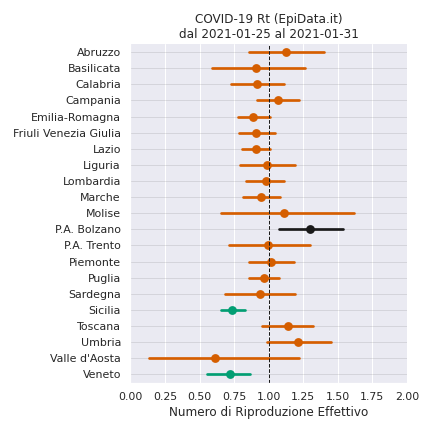 COVID-19 Rt (EpiData.it)
dal 2021-01-25 al 2021-01-31
Abruzzo
Basilicata
Calabria
Campania
Emilia-Romagna
Friuli Venezia Giulia
Lazio
Liguria
Lombardia
Marche
Molise
P.A. Bolzano
P.A. Trento
Piemonte
Puglia
Sardegna
Sicilia
Toscana
Umbria
Valle d'Aosta
Veneto
0.00 0.25 0.50 0.75 1.00 1.25 1.50 1.75 2.00
Numero di Riproduzione Effettivo